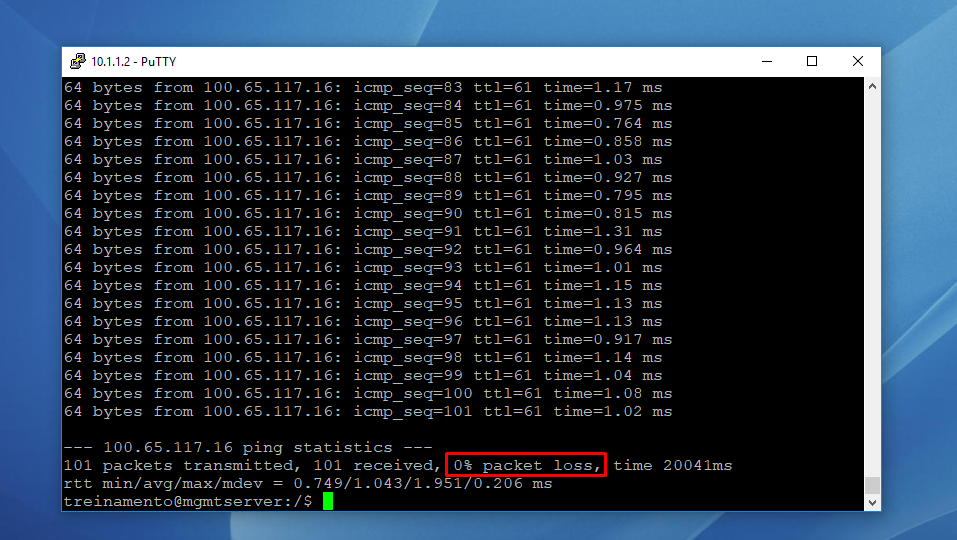 10.1.1.2 - PuTTY
64 bytes from 100.65.117.16: icmp_seq=83 ttl=61 time=1.17 ms
64 bytes from 100.65.117.16: icmp_seq=84 ttl=61 time=0.975 ms
64 bytes from 100.65.117.16: icmp_seq=85 ttl=61 time=0.764 ms
64 bytes from 100.65.117.16: icmp_seq=86 ttl=61 time=0.858 ms
64 bytes from 100.65.117.16: icmp_seq=87 ttl=61 time=1.03 ms
64 bytes from 100.65.117.16: icmp_seq=88 ttl=61 time=0.927 ms
64 bytes from 100.65.117.16: icmp_seq=89 ttl=61 time=0.795 ms
64 bytes from 100.65.117.16: icmp_seq=90 ttl=61 time=0.815 ms
64 bytes from 100.65.117.16: icmp_seq=91 ttl=61 time=1.31 ms
64 bytes from 100.65.117.16: icmp_seq=92 ttl=61 time=0.964 ms
64 bytes from 100.65.117.16: icmp_seq=93 ttl=61 time=1.01 ms
64 bytes from 100.65.117.16: icmp_seq=94 ttl=61 time=1.15 ms
64 bytes from 100.65.117.16: icmp_seq=95 ttl=61 time=1.13 ms
64 bytes from 100.65.117.16: icmp_seq=96 ttl=61 time=1.13 ms
64 bytes from 100.65.117.16: icmp_seq=97 ttl=61 time=0.917 ms
64 bytes from 100.65.117.16: icmp_seq=98 ttl=61 time=1.14 ms
64 bytes from 100.65.117.16: icmp_seq=99 ttl=61 time=1.04 ms
64 bytes from 100.65.117.16: icmp_seq=100 ttl=61 time=1.08 ms
64 bytes from 100.65.117.16: icmp_seq=101 ttl=61 time=1.02 ms
--- 100.65.117.16 ping statistics ---
101 packets transmitted, 101 received, 0% packet loss, time 20041ms
rtt min/avg/max/mdev = 0.749/1.043/1.951/0.206 ms
treinamento@mgmtserver:/$